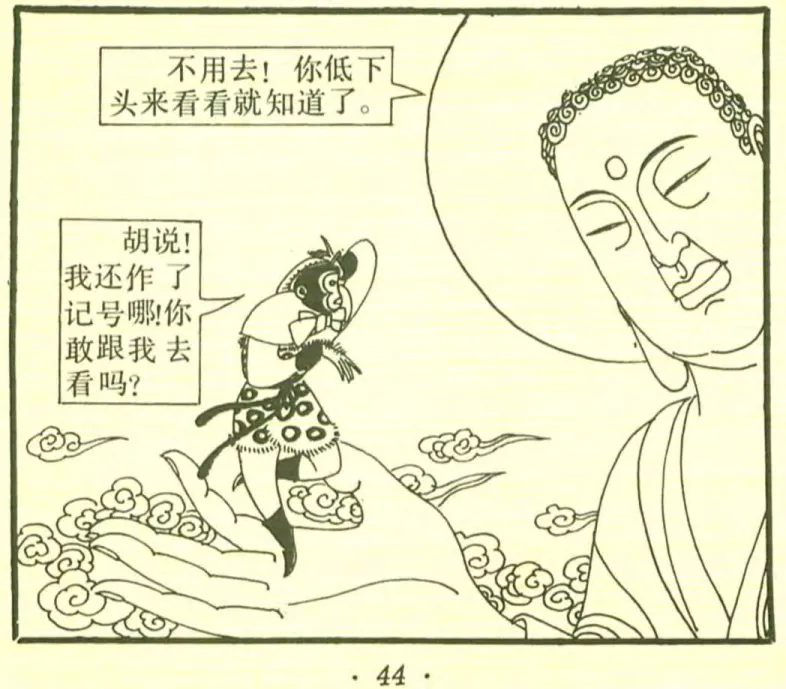 不用去！你低下
头来看看就知道了。
胡说！
我还作了
记号哪！你
敢跟我去
看吗？
· 44 ·